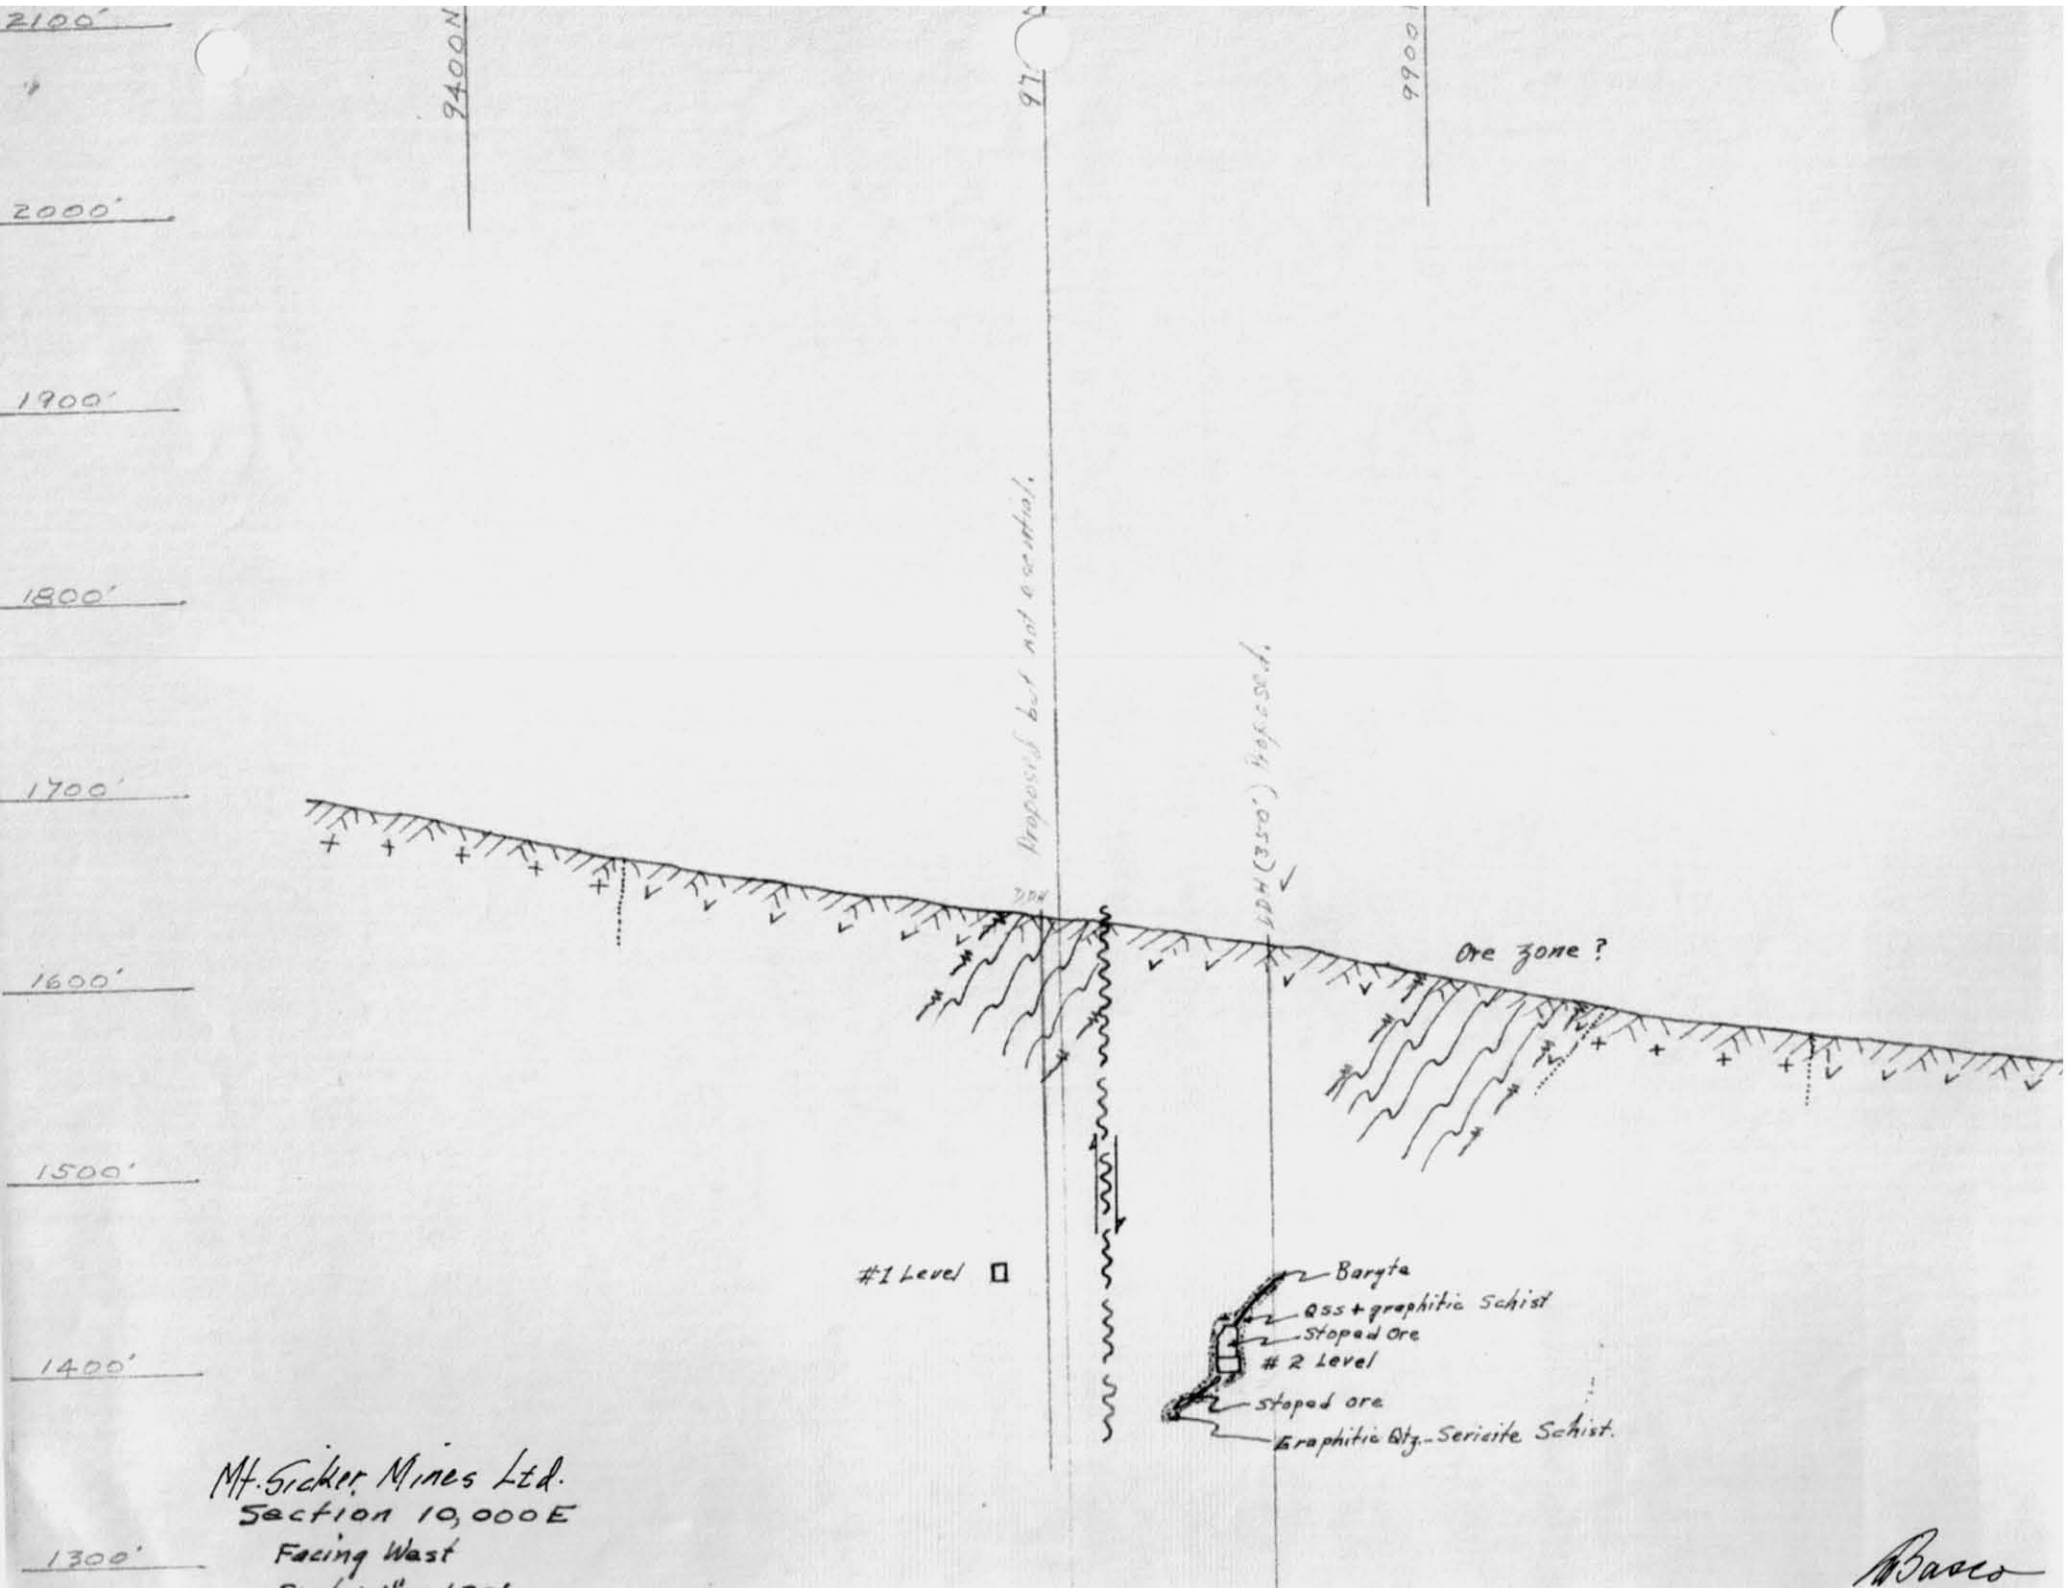 2100'
9400N
97
9900
2000'
1900'
1800'
Proposed but not essential.
DDH (350') Proposed.
1700'
DDH
Ore zone ?
1600'
1500'
#1 Level
Baryte
QSS + graphitic Schist
Stoped Ore
# 2 Level
1400'
Stoped ore
Graphitic Qtz-Sericite Schist.
Mt. Sicker Mines Ltd.
Section 10,000 E
Facing West
1300'